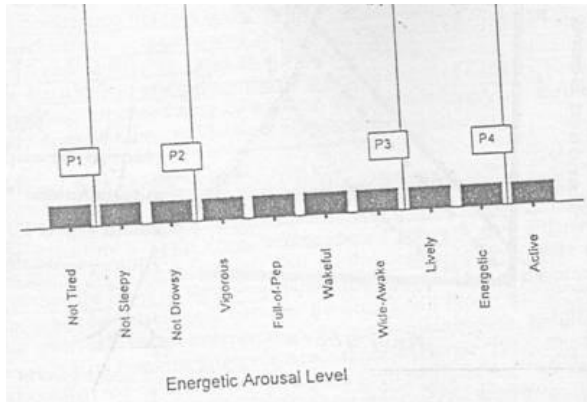 P1 P2 P3 P4
Not Tired
Not Sleepy
Not Drowsy
Vigorous
Full-of-Pep
Wakeful
Wide-Awake
Lively
Energetic
Active
Energetic Arousal Level